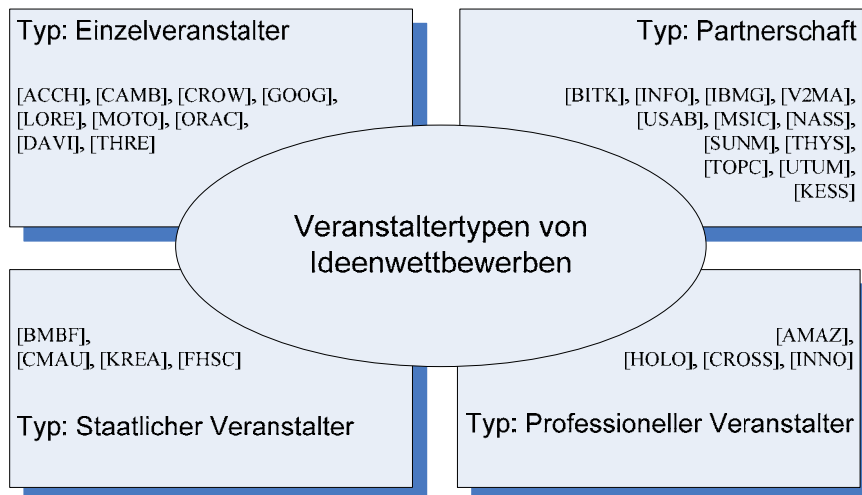 Typ: Einzelveranstalter
[ACCH], [CAMB], [CROW], [GOOG],
[LORE], [MOTO], [ORAC],
[DAVI], [THRE]
Typ: Partnerschaft
[BITK], [INFO], [IBMG], [V2MA],
[USAB], [MSIC], [NASS],
[SUNM], [THYS],
[TOPC], [UTUM],
[KESS]
Veranstaltertypen von
Ideenwettbewerben
[BMBF],
[CMAU], [KREA], [FHSC]
Typ: Staatlicher Veranstalter
[AMAZ],
[HOLO], [CROSS], [INNO]
Typ: Professioneller Veranstalter